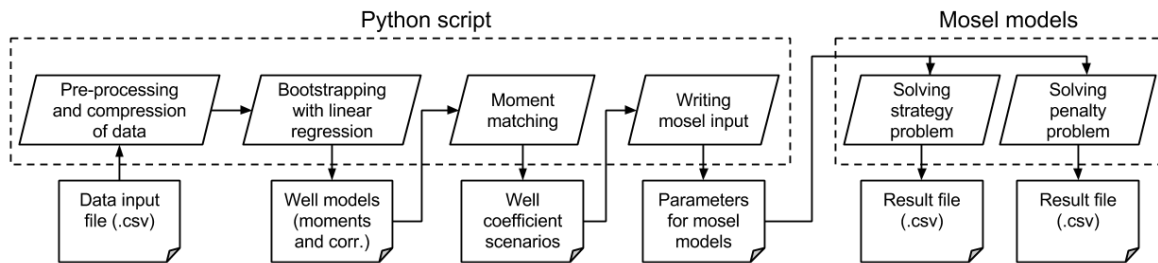 Python script
Mosel models
Pre-processing
and compression
of data
Bootstrapping
with linear
regression
Moment
matching
Writing
mosel input
Solving
strategy
problem
Solving
penalty
problem
Data input
file (.csv)
Well models
(moments
and corr.)
Well
coefficient
scenarios
Parameters
for mosel
models
Result file
(.csv)
Result file
(.csv)